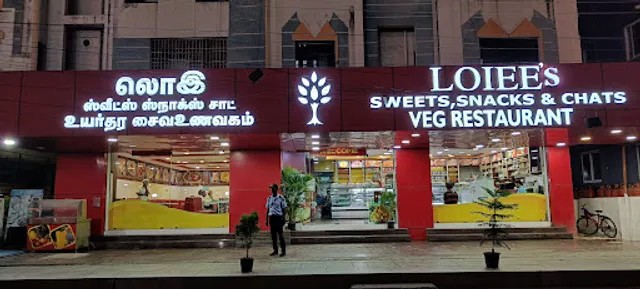 லொஇ
ஸ்வீட்ஸ் ஸ்நாக்ஸ் சாட்
உயர்தர சைவஉணவகம்
LOIEE's
SWEETS, SNACKS & CHATS
VEG RESTAURANT